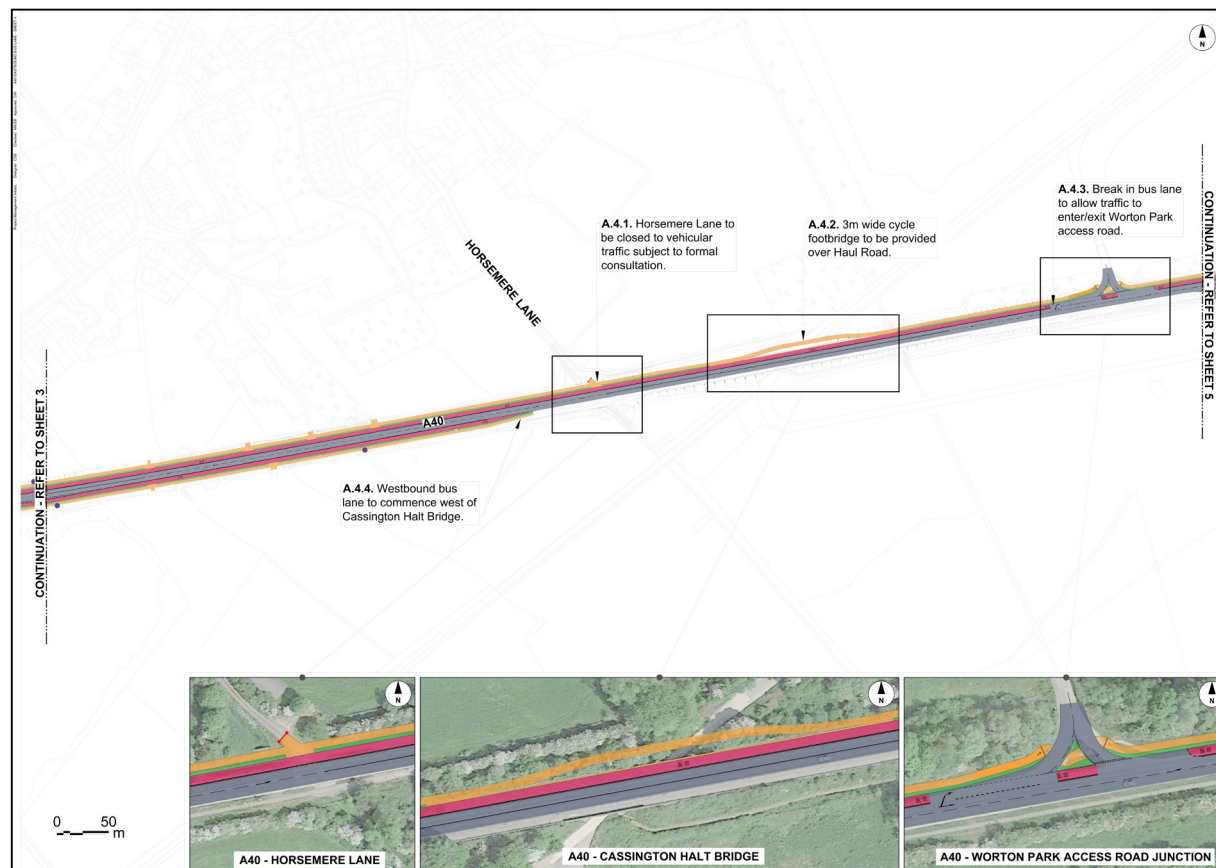 N
A.4.3. Break in bus lane
to allow traffic to
enter/exit Worton Park
access road.
A.4.1. Horsemere Lane to
be closed to vehicular
traffic subject to formal
consultation.
A.4.2. 3m wide cycle
footbridge to be provided
over Haul Road.
HORSEMERE LANE
CONTINUATION - REFER TO SHEET 5
A40
A.4.4. Westbound bus
lane to commence west of
Cassington Halt Bridge.
CONTINUATION - REFER TO SHEET 3
N
N
N
0 50
m
A40 - HORSEMERE LANE
A40 - CASSINGTON HALT BRIDGE
A40 - WORTON PARK ACCESS ROAD JUNCTION